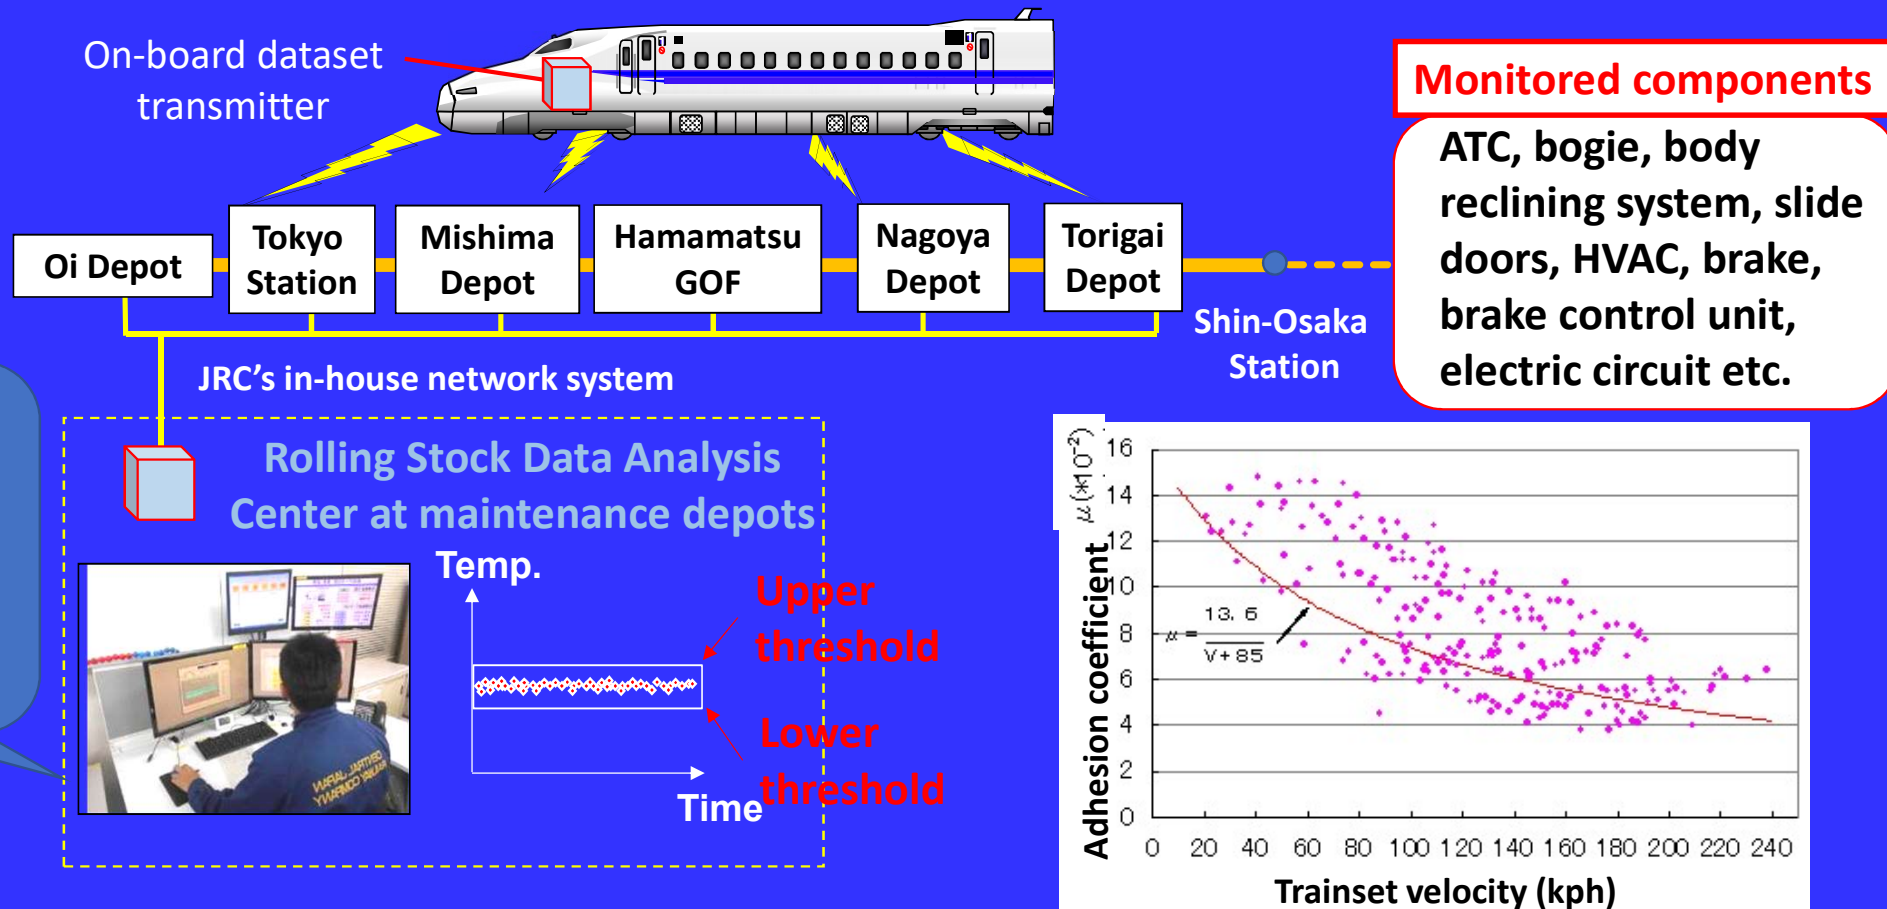 On-board dataset
transmitter
Monitored components
ATC, bogie, body
reclining system, slide
doors, HVAC, brake,
brake control unit,
electric circuit etc.
Oi Depot
Tokyo
Station
Mishima
Depot
Hamamatsu
GOF
Nagoya
Depot
Torigai
Depot
Shin-Osaka
Station
JRC's in-house network system
Rolling Stock Data Analysis
Center at maintenance depots
Temp.
Upper
threshold
Lower
threshold
Time
CENTRAL JAPAN
RAILWAY COMPANY
Adhesion coefficient
μ(*10⁻²)
16
14
12
10
8
6
4
2
0
μ = 13.6 / V+85
0 20 40 60 80 100 120 140 160 180 200 220 240
Trainset velocity (kph)